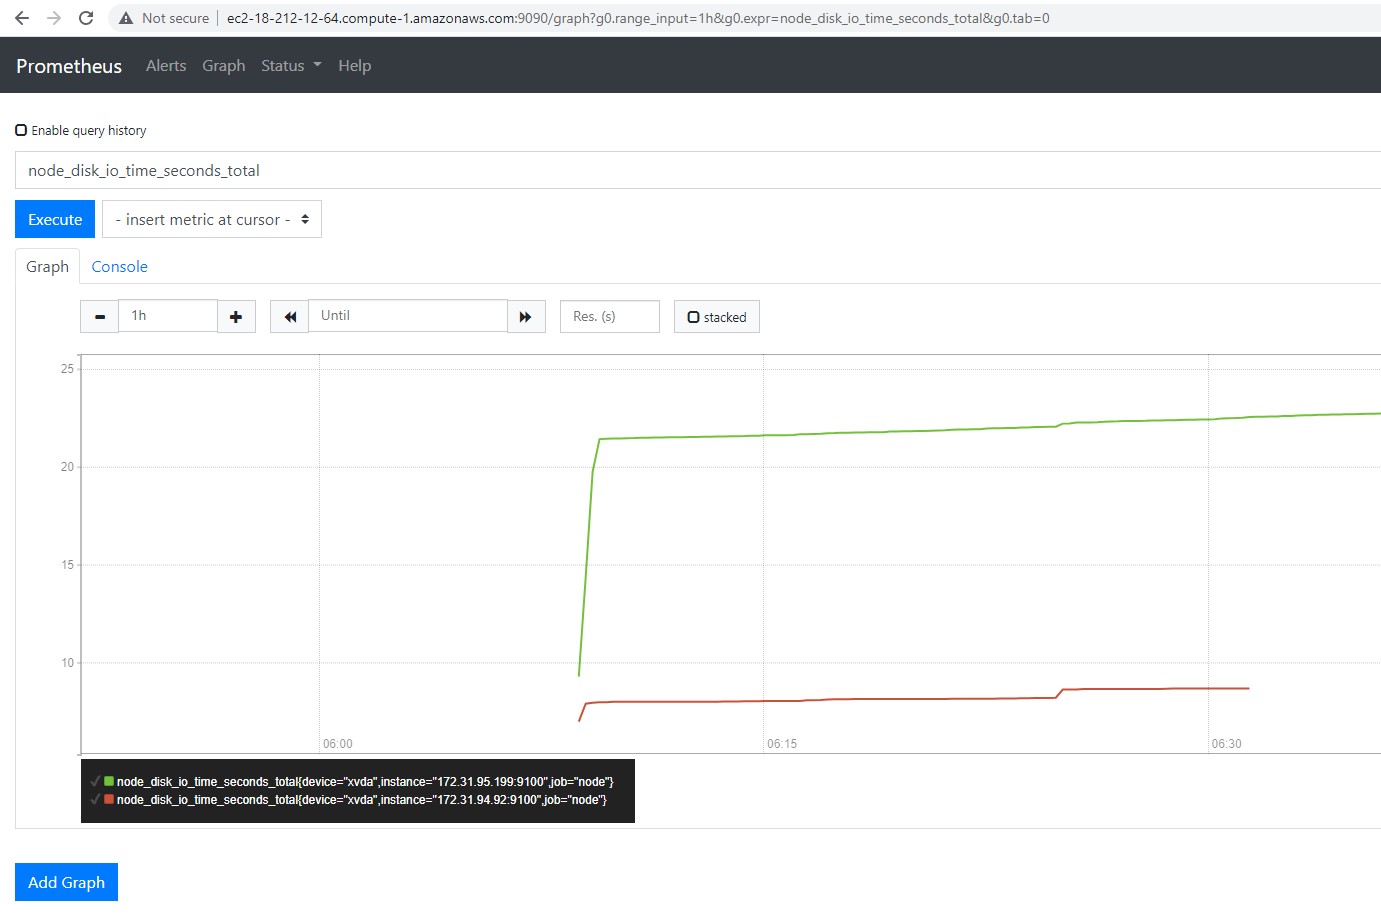 Not secure | ec2-18-212-12-64.compute-1.amazonaws.com:9090/graph?g0.range_input=1h&g0.expr=node_disk_io_time_seconds_total&g0.tab=0
Prometheus Alerts Graph Status Help
Enable query history
node_disk_io_time_seconds_total
Execute - insert metric at cursor -
Graph Console
1h Until Res. (s) stacked
25
20
15
10
06:00 06:15 06:30
node_disk_io_time_seconds_total{device="xvda",instance="172.31.95.199:9100",job="node"}
node_disk_io_time_seconds_total{device="xvda",instance="172.31.94.92:9100",job="node"}
Add Graph